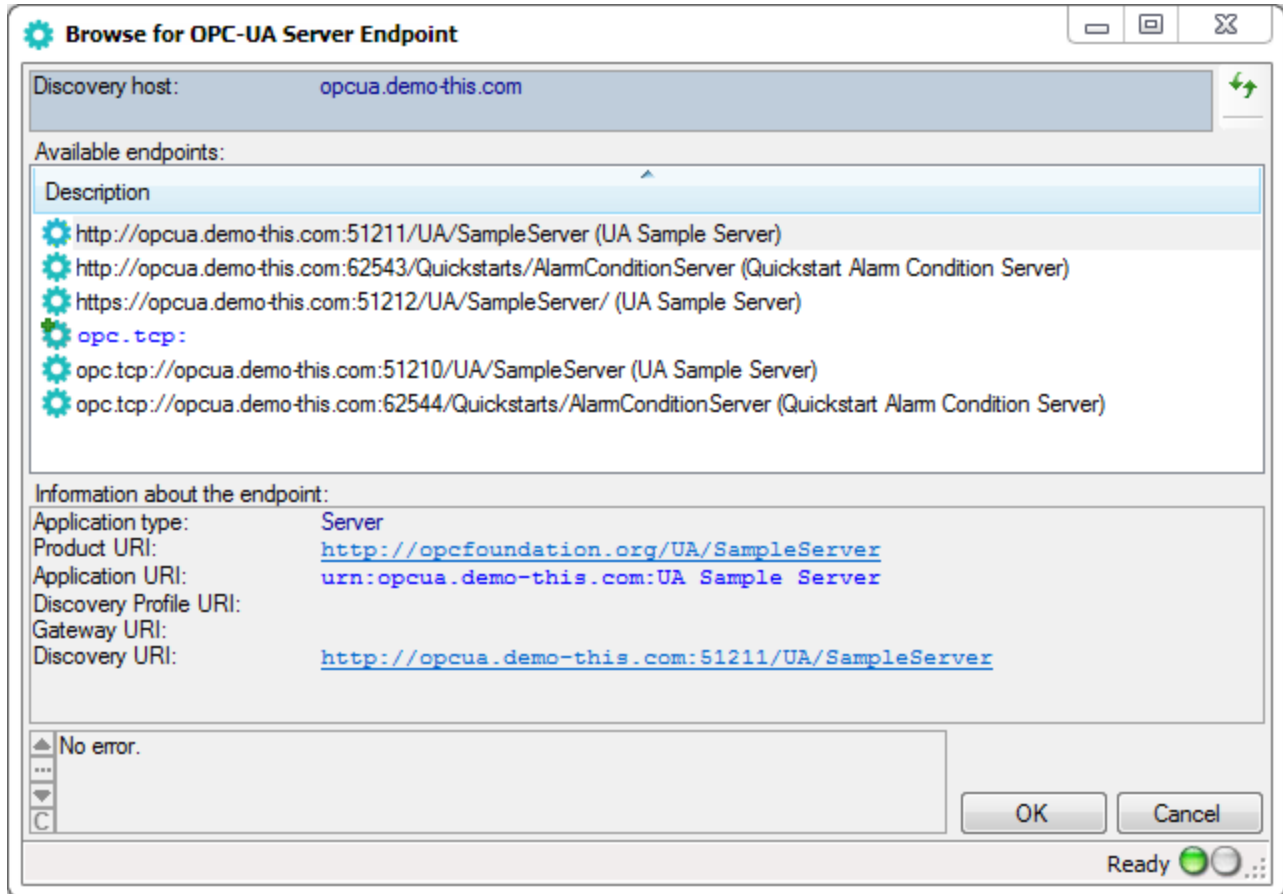 Browse for OPC-UA Server Endpoint
Discovery host: opcua.demo-this.com
Available endpoints:
Description
http://opcua.demo-this.com:51211/UA/SampleServer (UA Sample Server)
http://opcua.demo-this.com:62543/Quickstarts/AlarmConditionServer (Quickstart Alarm Condition Server)
https://opcua.demo-this.com:51212/UA/SampleServer/ (UA Sample Server)
opc.tcp:
opc.tcp://opcua.demo-this.com:51210/UA/SampleServer (UA Sample Server)
opc.tcp://opcua.demo-this.com:62544/Quickstarts/AlarmConditionServer (Quickstart Alarm Condition Server)
Information about the endpoint:
Application type: Server
Product URI: http://opcfoundation.org/UA/SampleServer
Application URI: urn:opcua.demo-this.com:UA Sample Server
Discovery Profile URI:
Gateway URI:
Discovery URI: http://opcua.demo-this.com:51211/UA/SampleServer
No error.
...
C
OK Cancel
Ready